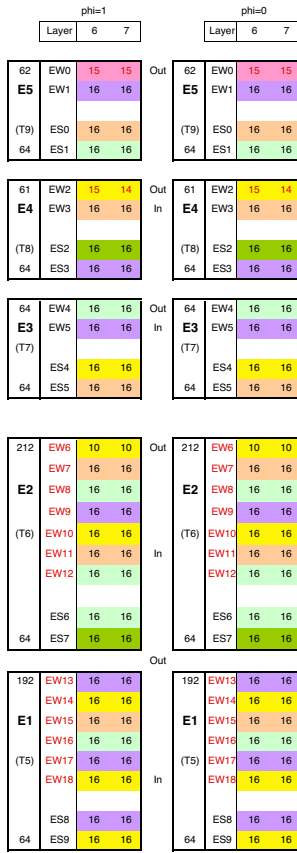 phi=1 phi=0
Layer 6 7 Layer 6 7
62 EW0 15 15 Out 62 EW0 15 15
E5 EW1 16 16 E5 EW1 16 16
(T9) ES0 16 16 (T9) ES0 16 16
64 ES1 16 16 64 ES1 16 16
61 EW2 15 14 Out 61 EW2 15 14
E4 EW3 16 16 In E4 EW3 16 16
(T8) ES2 16 16 (T8) ES2 16 16
64 ES3 16 16 64 ES3 16 16
64 EW4 16 16 Out 64 EW4 16 16
E3 EW5 16 16 In E3 EW5 16 16
(T7) (T7)
ES4 16 16 ES4 16 16
64 ES5 16 16 64 ES5 16 16
212 EW6 10 10 Out 212 EW6 10 10
EW7 16 16 EW7 16 16
E2 EW8 16 16 E2 EW8 16 16
EW9 16 16 EW9 16 16
(T6) EW10 16 16 (T6) EW10 16 16
EW11 16 16 In EW11 16 16
EW12 16 16 EW12 16 16
ES6 16 16 ES6 16 16
64 ES7 16 16 64 ES7 16 16
Out
192 EW13 16 16 192 EW13 16 16
EW14 16 16 EW14 16 16
E1 EW15 16 16 E1 EW15 16 16
EW16 16 16 EW16 16 16
(T5) EW17 16 16 (T5) EW17 16 16
EW18 16 16 In EW18 16 16
ES8 16 16 ES8 16 16
64 ES9 16 16 64 ES9 16 16